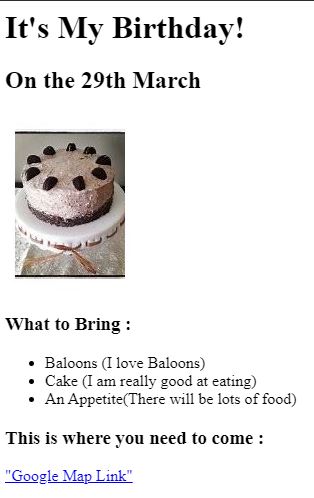 It's My Birthday!
On the 29th March
What to Bring :
Baloons (I love Baloons)
Cake (I am really good at eating)
An Appetite(There will be lots of food)
This is where you need to come :
"Google Map Link"